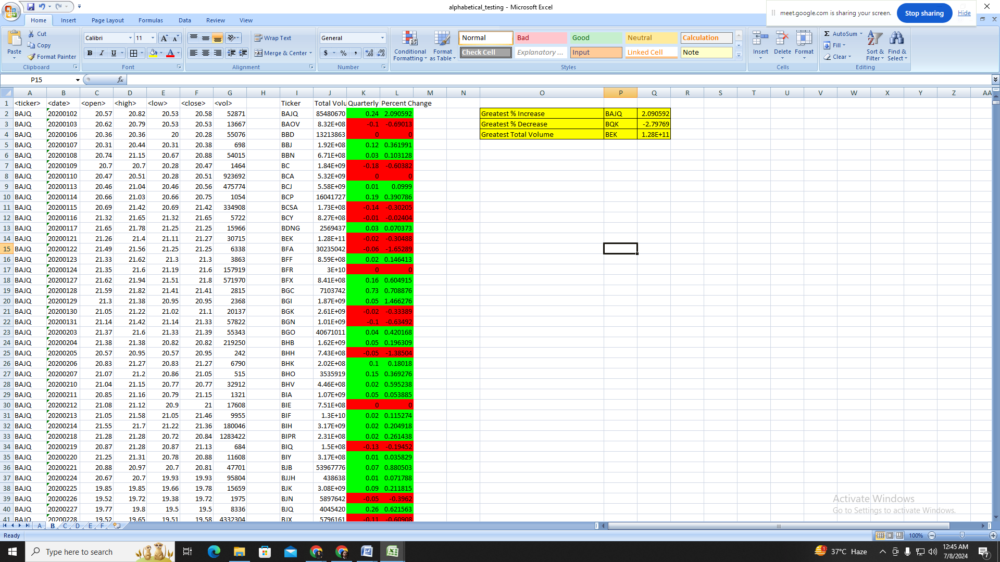 alphabetical_testing - Microsoft Excel
meet.google.com is sharing your screen. Stop sharing Hide
Home Insert Page Layout Formulas Data Review View
Paste Cut Copy Format Painter Clipboard
Calibri 11 B I U Font
Wrap Text Merge & Center Alignment
General $ % , Number
Conditional Formatting Format as Table
Normal Bad Good Neutral Calculation
Check Cell Explanatory ... Input Linked Cell Note
Styles
Insert Delete Format Cells
Σ AutoSum Fill Clear Sort & Filter Find & Select Editing
P15 fx
A B C D E F G H I J K L M N O P Q R S T U V W X Y Z AA
1 <ticker> <date> <open> <high> <low> <close> <vol> Ticker Total Volu Quarterly Percent Change
2 BAJQ 20200102 20.57 20.82 20.53 20.58 52871 BAJQ 85480670 0.24 2.090592 Greatest % Increase BAJQ 2.090592
3 BAJQ 20200103 20.62 20.79 20.53 20.53 13667 BAOV 8.32E+08 -0.1 -0.69013 Greatest % Decrease BQK -2.79769
4 BAJQ 20200106 20.36 20.36 20 20.28 55076 BBD 13213863 0 0 Greatest Total Volume BEK 1.28E+11
5 BAJQ 20200107 20.31 20.44 20.31 20.38 698 BBJ 1.92E+08 0.12 0.361991
6 BAJQ 20200108 20.74 21.15 20.67 20.88 54015 BBN 6.71E+08 0.03 0.103128
7 BAJQ 20200109 20.7 20.7 20.28 20.47 1464 BC 1.84E+09 -0.18 -0.60382
8 BAJQ 20200110 20.47 20.51 20.28 20.51 923692 BCA 5.32E+09 0 0
9 BAJQ 20200113 20.46 21.04 20.46 20.56 475774 BCJ 5.58E+09 0.01 0.0999
10 BAJQ 20200114 20.66 21.03 20.66 20.75 1054 BCP 16041727 0.19 0.390786
11 BAJQ 20200115 20.69 21.42 20.69 21.42 334908 BCSA 1.73E+08 -0.14 -0.30205
12 BAJQ 20200116 21.32 21.65 21.32 21.65 5722 BCY 8.27E+08 -0.01 -0.02404
13 BAJQ 20200117 21.65 21.78 21.25 21.25 15966 BDNG 2569437 0.03 0.070373
14 BAJQ 20200121 21.26 21.4 21.11 21.27 30715 BEK 1.28E+11 -0.02 -0.30488
15 BAJQ 20200122 21.49 21.56 21.25 21.25 6338 BFA 30235042 -0.06 -1.65289
16 BAJQ 20200123 21.33 21.62 21.3 21.3 3863 BFF 8.59E+08 0.02 0.146413
17 BAJQ 20200124 21.35 21.6 21.19 21.6 157919 BFR 3E+10 0 0
18 BAJQ 20200127 21.62 21.94 21.51 21.8 571970 BFX 8.41E+08 0.16 0.604915
19 BAJQ 20200128 21.59 21.82 21.41 21.41 2815 BGC 7103742 0.73 0.708876
20 BAJQ 20200129 21.3 21.38 20.95 20.95 2368 BGI 1.87E+09 0.05 1.466276
21 BAJQ 20200130 21.05 21.22 21.02 21.1 20137 BGK 2.61E+09 -0.02 -0.33389
22 BAJQ 20200131 21.14 21.42 21.14 21.33 57822 BGN 1.01E+09 -0.1 -0.63492
23 BAJQ 20200203 21.37 21.6 21.33 21.39 55343 BGO 40671011 0.04 0.420168
24 BAJQ 20200204 21.38 21.38 20.82 20.82 219250 BHB 1.62E+09 0.05 0.196309
25 BAJQ 20200205 20.57 20.95 20.57 20.95 242 BHH 7.43E+08 -0.05 -1.38504
26 BAJQ 20200206 20.83 21.27 20.83 21.27 6790 BHK 2.02E+08 0.1 0.18018
27 BAJQ 20200207 21.07 21.2 20.86 21.05 515 BHO 3535919 0.15 0.369276
28 BAJQ 20200210 21.04 21.15 20.77 20.77 32912 BHV 4.46E+08 0.02 0.595238
29 BAJQ 20200211 20.85 21.16 20.79 21.15 1321 BIA 1.07E+09 0.05 0.053885
30 BAJQ 20200212 21.08 21.12 20.9 21 17608 BIE 7.51E+08 0 0
31 BAJQ 20200213 21.05 21.58 21.05 21.46 9955 BIF 1.3E+10 0.02 0.115274
32 BAJQ 20200214 21.55 21.7 21.22 21.36 180046 BIH 3.17E+09 0.02 0.204918
33 BAJQ 20200218 21.28 21.28 20.72 20.84 1283422 BIPR 2.31E+08 0.02 0.261438
34 BAJQ 20200219 20.87 21.28 20.87 21.13 684 BIQ 1.5E+08 -0.13 -0.19452
35 BAJQ 20200220 21.25 21.31 20.78 20.88 11608 BIY 3.17E+08 0.01 0.035829
36 BAJQ 20200221 20.88 20.97 20.7 20.81 47701 BJB 53967776 0.07 0.880503
37 BAJQ 20200224 20.67 20.7 19.93 19.93 95804 BJJH 438638 0.01 0.071788
38 BAJQ 20200225 19.85 19.85 19.66 19.78 15659 BJK 3.08E+09 0.09 0.211815
39 BAJQ 20200226 19.52 19.72 19.38 19.72 1975 BJN 5897642 -0.05 -0.3962
40 BAJQ 20200227 19.77 19.8 19.5 19.5 8336 BJQ 4045420 0.26 0.621563
41 BAJQ 20200228 19.52 19.65 19.51 19.58 4332304 BJX 5796161 -0.11 -0.60908
Activate Windows
Go to Settings to activate Windows.
A B C D E F
Ready 100%
Type here to search
37°C Haze 12:45 AM
7/8/2024